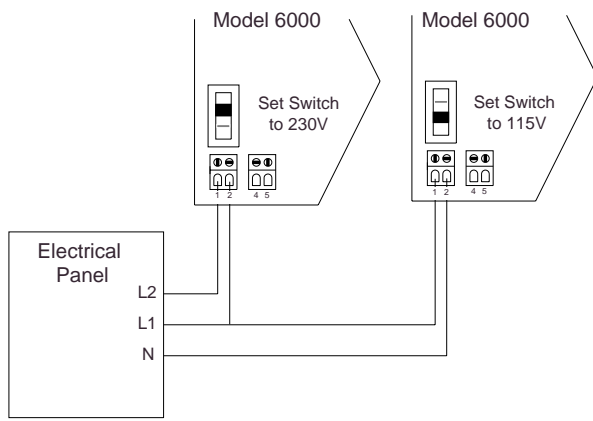 Model 6000
Set Switch
to 230V
1 2 4 5
Model 6000
Set Switch
to 115V
1 2 4 5
Electrical
Panel
L2
L1
N